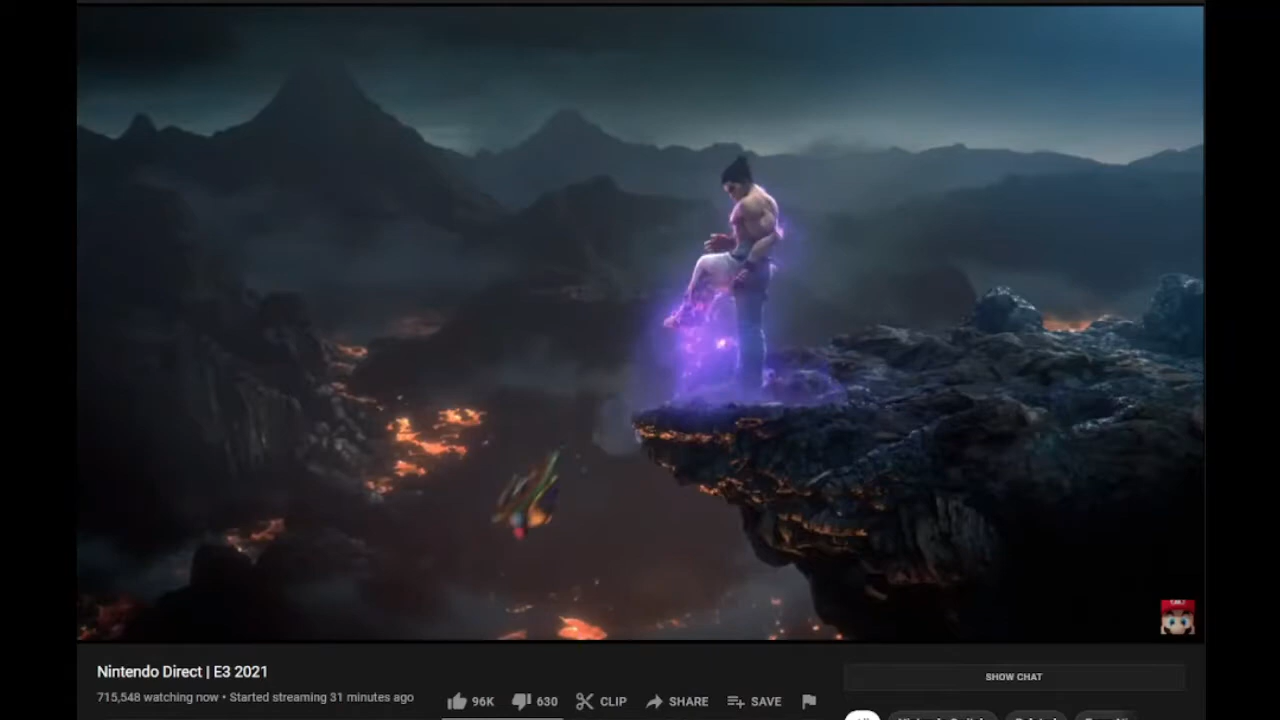 Nintendo Direct | E3 2021
715,548 watching now • Started streaming 31 minutes ago
96K 630 CLIP SHARE SAVE
SHOW CHAT